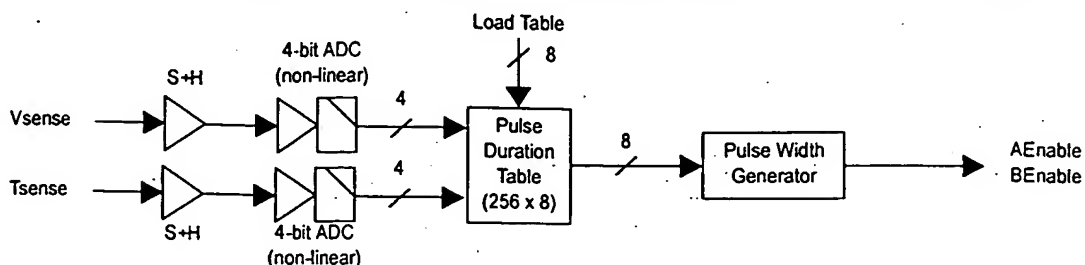 Load Table
8
4-bit ADC
(non-linear)
S+H
4
Vsense
Pulse
Duration
Table
(256 x 8)
8
Pulse Width
Generator
AEnable
BEnable
Tsense
4
S+H
4-bit ADC
(non-linear)